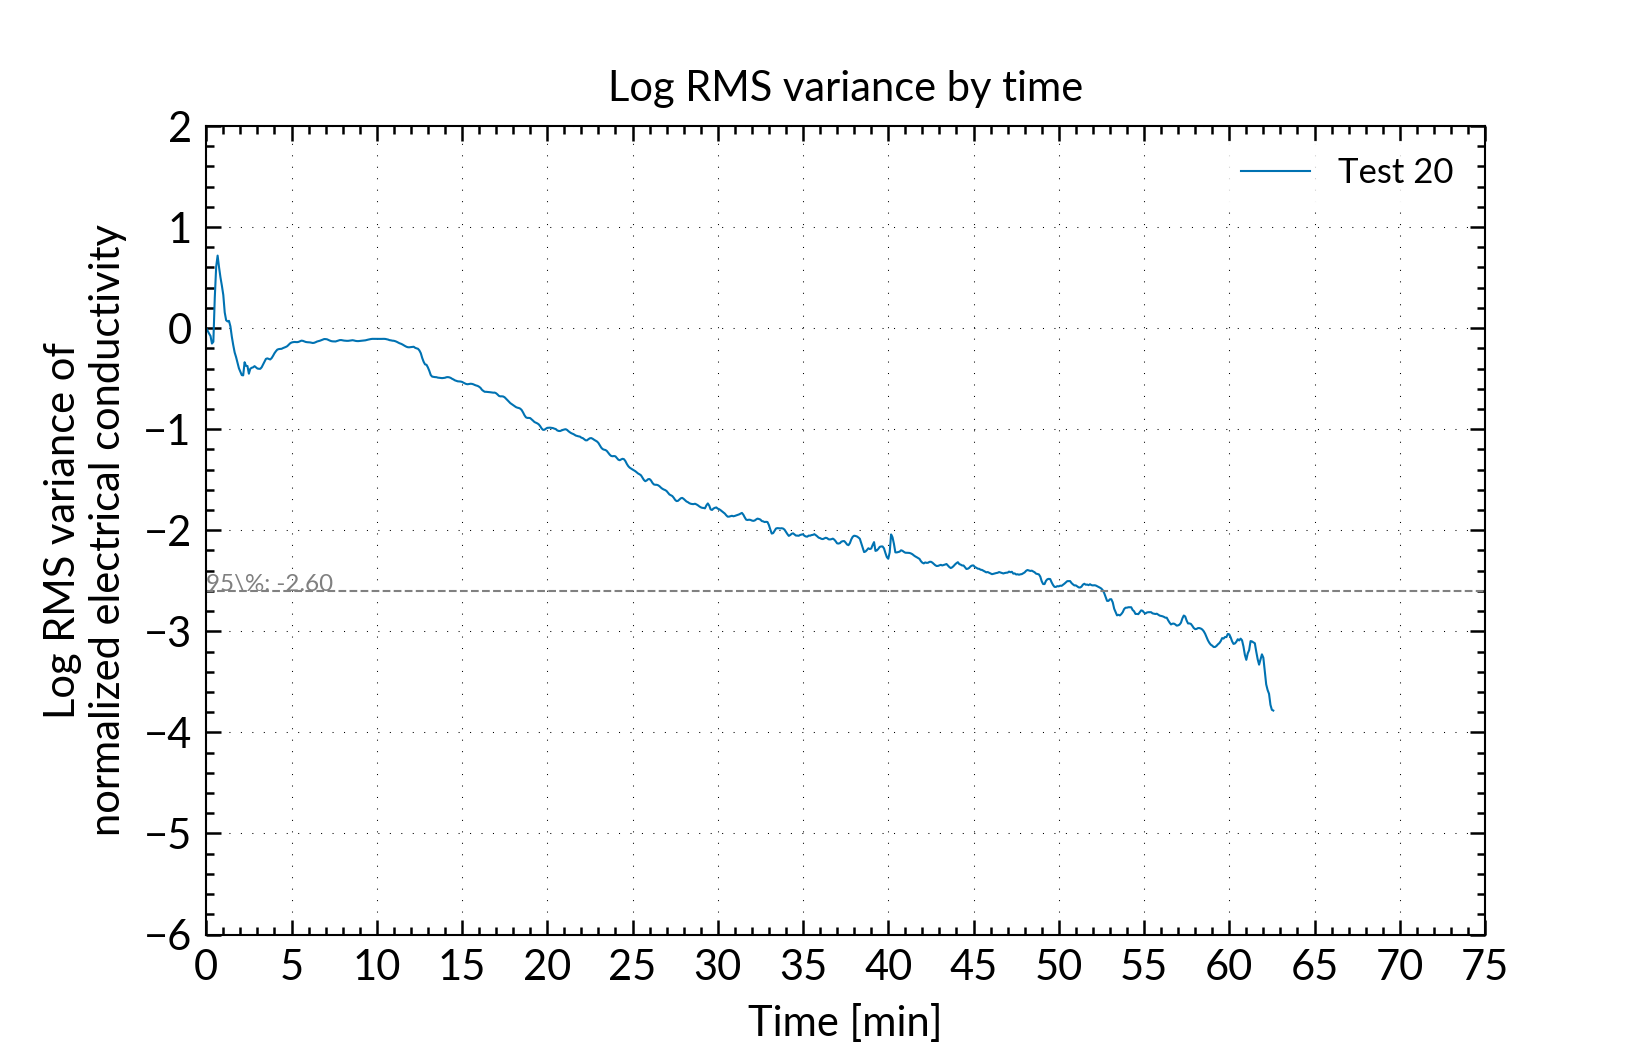 Log RMS variance by time
2
1
0
−1
−2
−3
−4
−5
−6
Log RMS variance of
normalized electrical conductivity
Test 20
95\%: -2.60
0 5 10 15 20 25 30 35 40 45 50 55 60 65 70 75
Time [min]